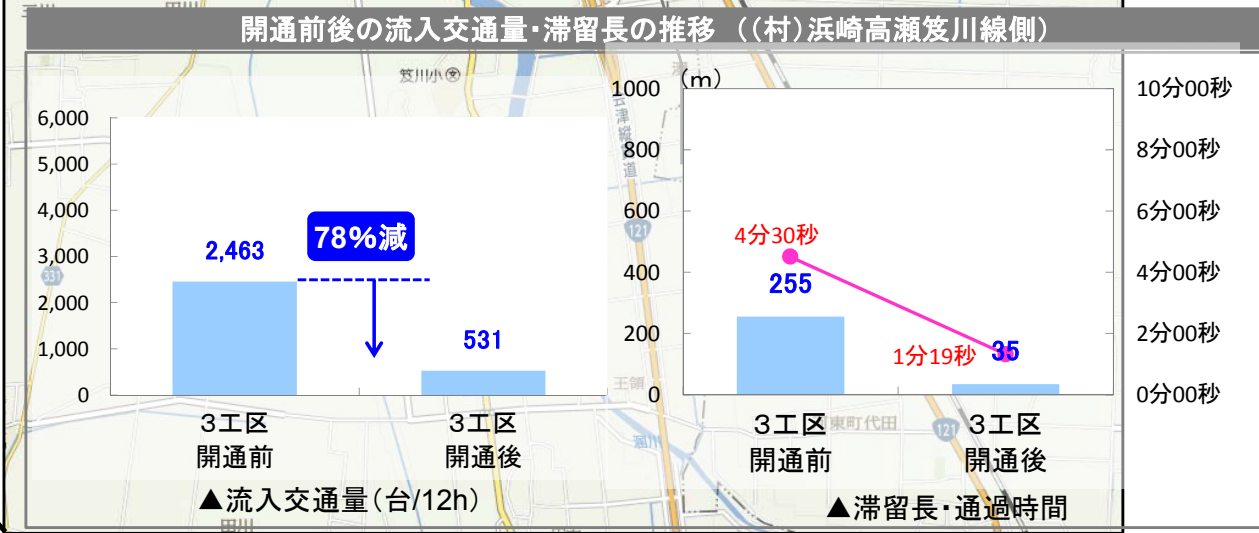 開通前後の流入交通量・滞留長の推移 ((村)浜崎高瀬笈川線側)
笈川小
6,000
5,000
4,000
3,000
2,000
1,000
0
2,463
78%減
531
3工区
開通前
3工区
開通後
▲流入交通量(台/12h)
(m)
1000
800
600
400
200
0
4分30秒
255
1分19秒
35
10分00秒
8分00秒
6分00秒
4分00秒
2分00秒
0分00秒
3工区
開通前
3工区
開通後
▲滞留長・通過時間
121
331
王領
東町代田
121
田川